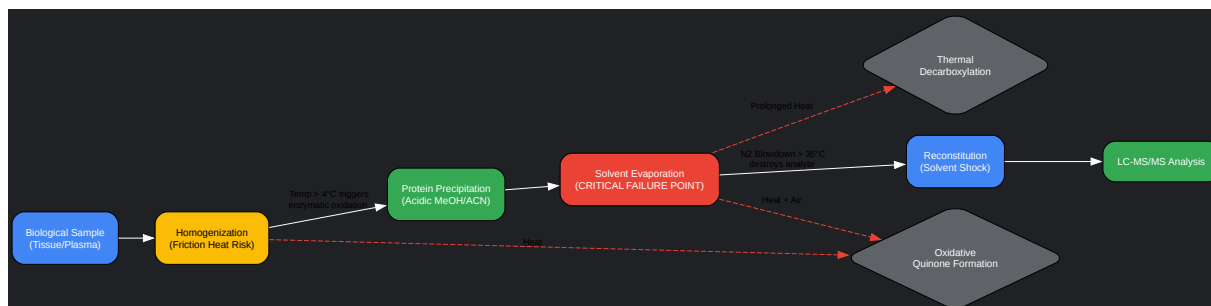 Biological Sample
(Tissue/Plasma)
Homogenization
(Friction Heat Risk)
Temp > 4°C triggers
enzymatic oxidation
Heat
Protein Precipitation
(Acidic MeOH/ACN)
Solvent Evaporation
(CRITICAL FAILURE POINT)
Prolonged Heat
N2 Blowdown > 35°C
destroys analyte
Heat + Air
Thermal
Decarboxylation
Reconstitution
(Solvent Shock)
Oxidative
Quinone Formation
LC-MS/MS Analysis